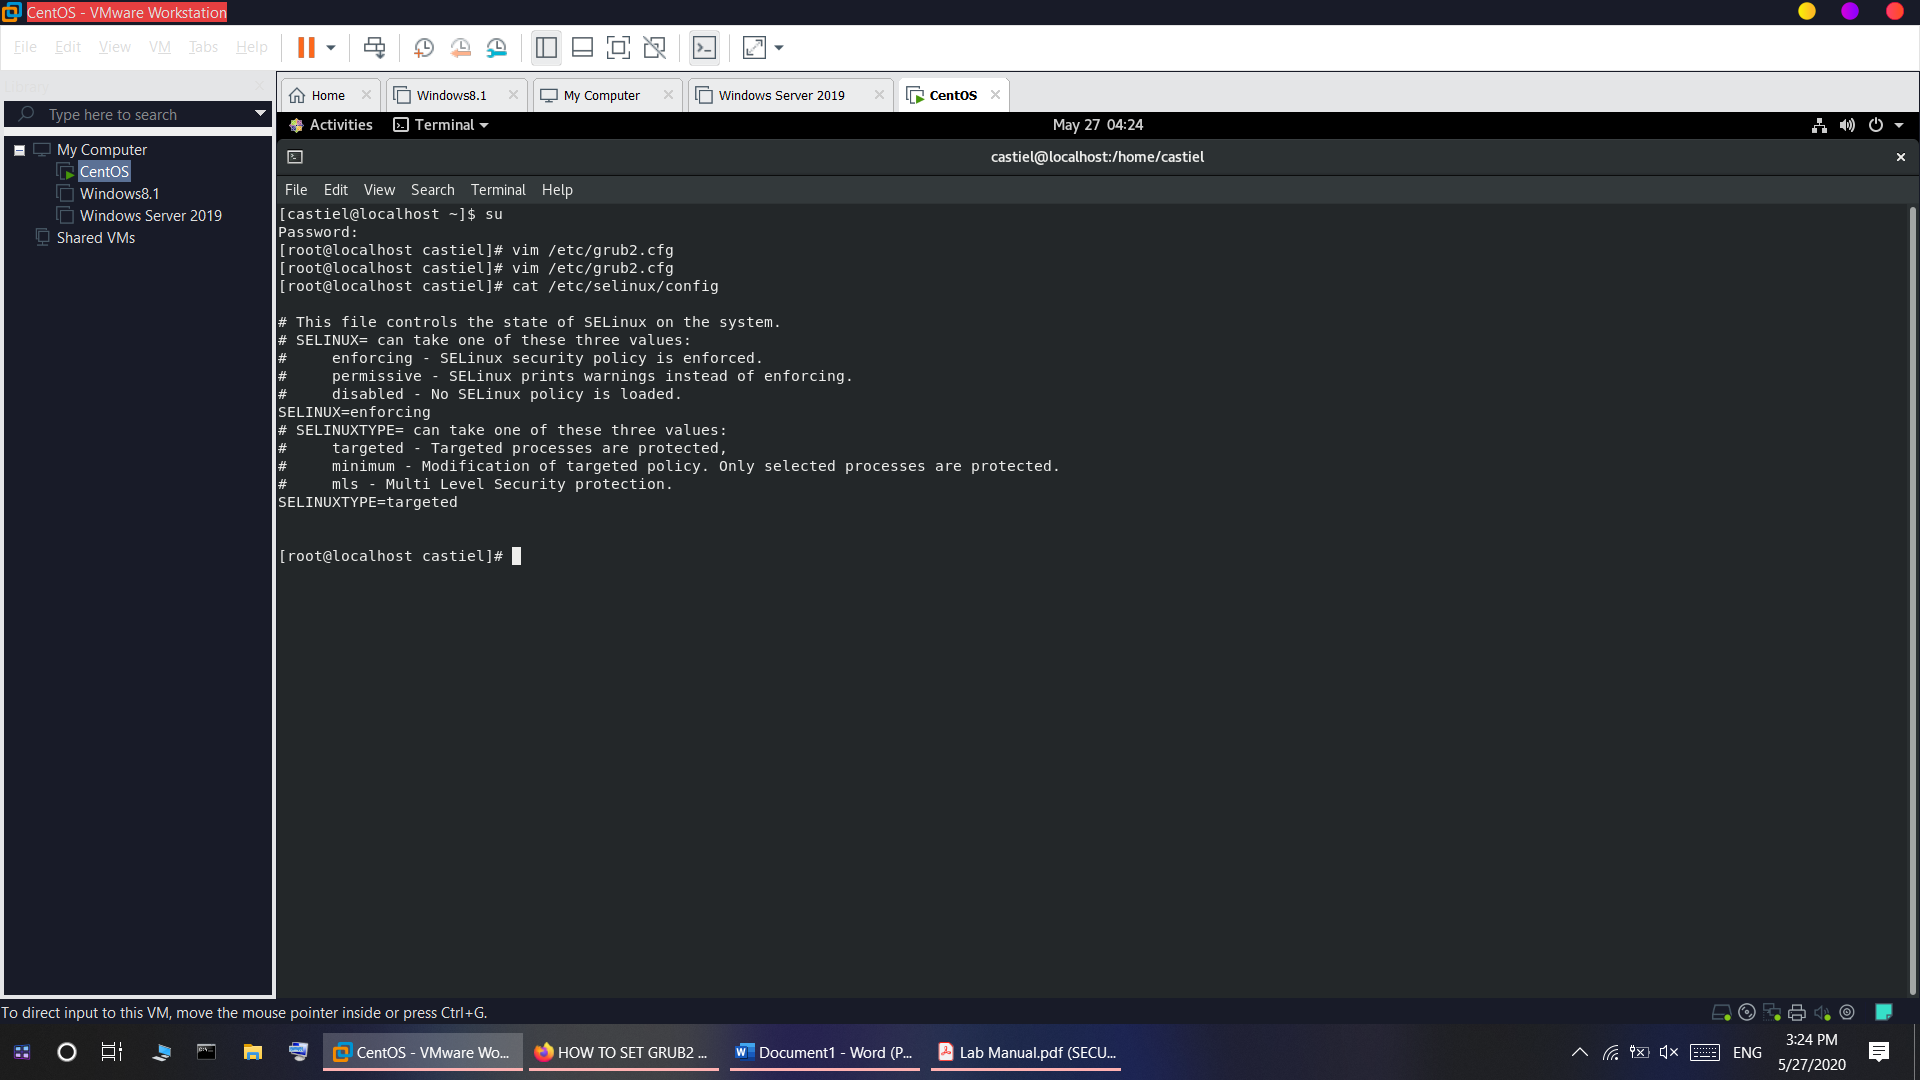 CentOS - VMware Workstation
File Edit View VM Tabs Help
Library
Type here to search
My Computer
CentOS
Windows8.1
Windows Server 2019
Shared VMs
Home Windows8.1 My Computer Windows Server 2019 CentOS
Activities Terminal May 27 04:24
castiel@localhost:/home/castiel
File Edit View Search Terminal Help
[castiel@localhost ~]$ su
Password:
[root@localhost castiel]# vim /etc/grub2.cfg
[root@localhost castiel]# vim /etc/grub2.cfg
[root@localhost castiel]# cat /etc/selinux/config
# This file controls the state of SELinux on the system.
# SELINUX= can take one of these three values:
#     enforcing - SELinux security policy is enforced.
#     permissive - SELinux prints warnings instead of enforcing.
#     disabled - No SELinux policy is loaded.
SELINUX=enforcing
# SELINUXTYPE= can take one of these three values:
#     targeted - Targeted processes are protected,
#     minimum - Modification of targeted policy. Only selected processes are protected.
#     mls - Multi Level Security protection.
SELINUXTYPE=targeted
[root@localhost castiel]#
To direct input to this VM, move the mouse pointer inside or press Ctrl+G.
CentOS - VMware Wo... HOW TO SET GRUB2 ... Document1 - Word (P... Lab Manual.pdf (SECU... ENG 3:24 PM
5/27/2020